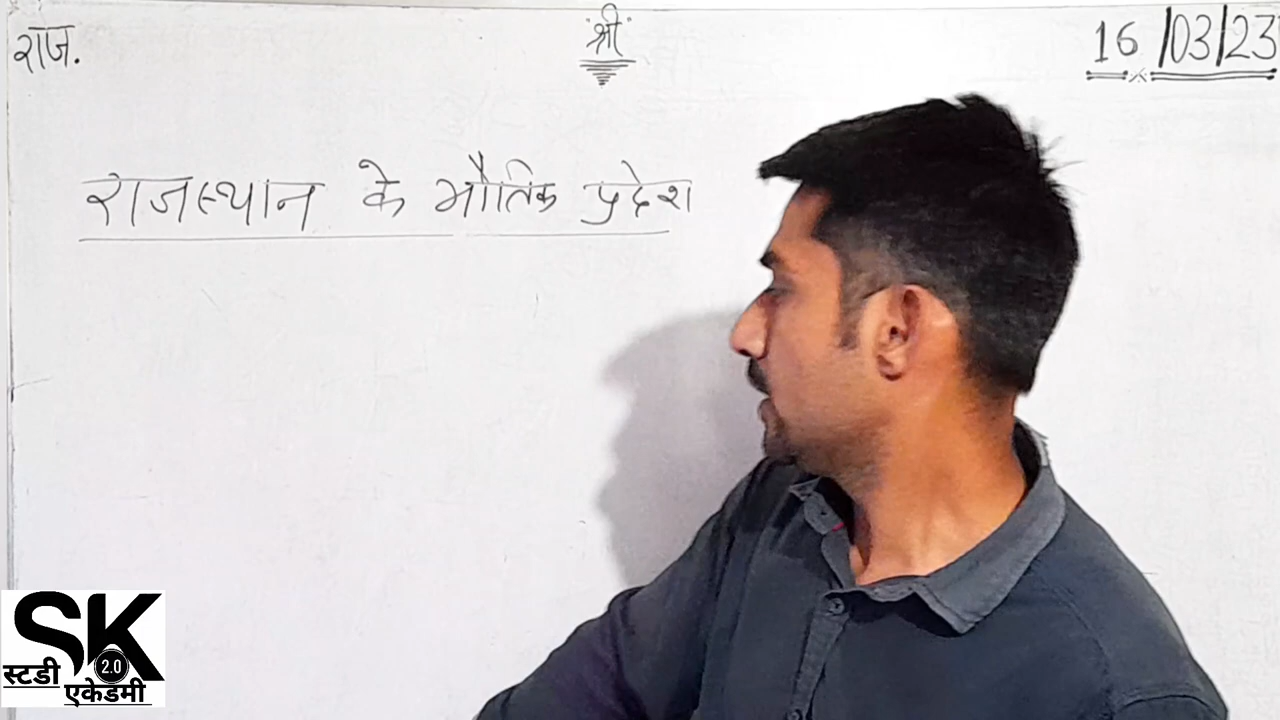 राज.
"श्री"
16/03/23
राजस्थान के भौतिक प्रदेश
SK
2.0
स्टडी
एकेडमी